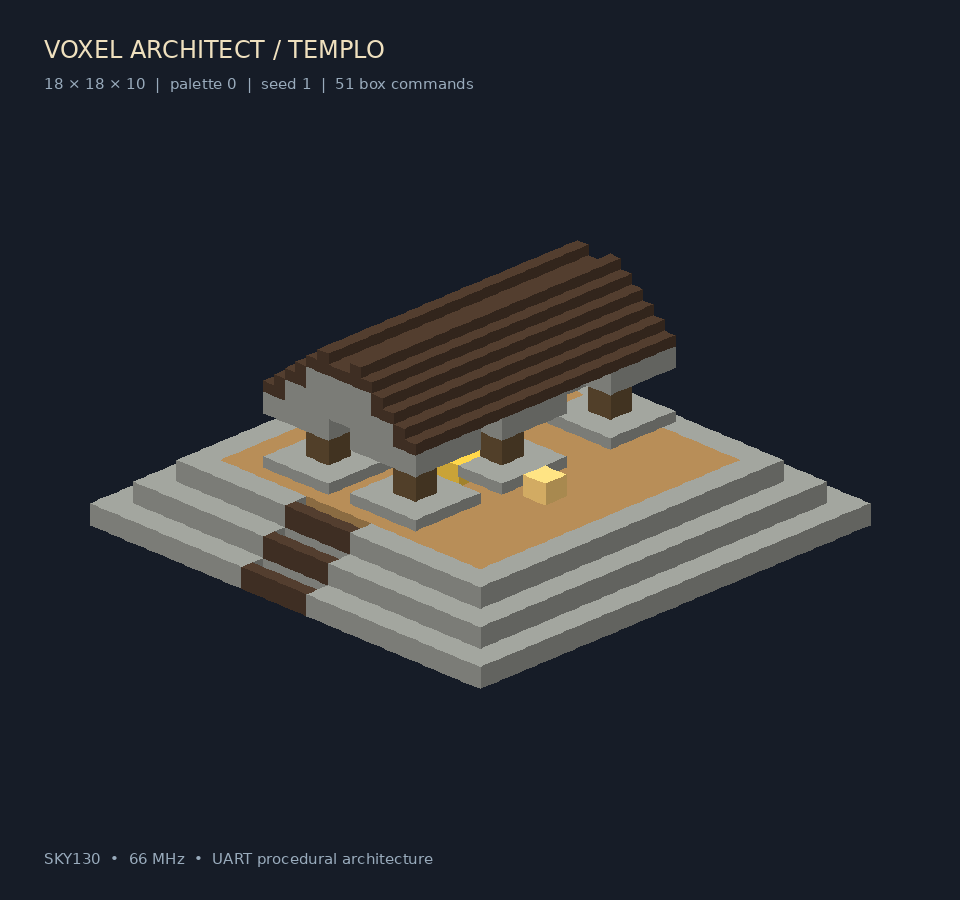 VOXEL ARCHITECT / TEMPLO
18 × 18 × 10 | palette 0 | seed 1 | 51 box commands
SKY130 • 66 MHz • UART procedural architecture